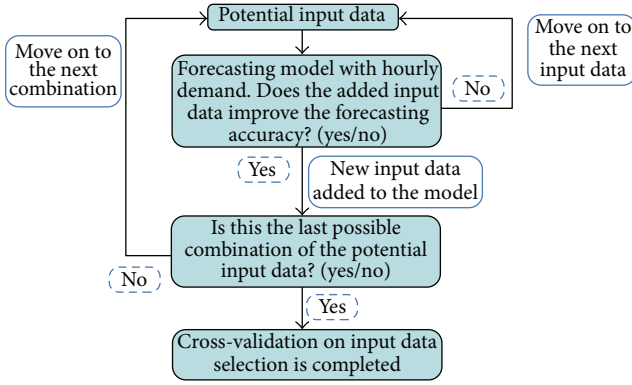 Potential input data
Move on to
the next
combination
Move on
to the next
input data
Forecasting model with hourly
demand. Does the added input
data improve the forecasting
accuracy? (yes/no)
No
Yes
New input data
added to the model
Is this the last possible
combination of the potential
input data? (yes/no)
No
Yes
Cross-validation on input data
selection is completed